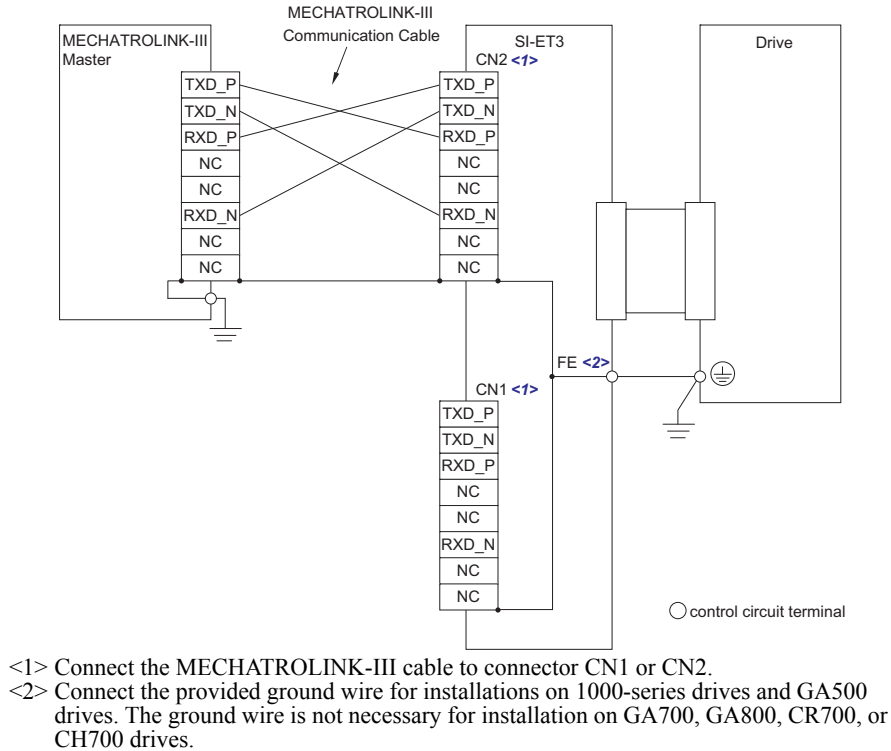 MECHATROLINK-III
Communication Cable
MECHATROLINK-III
Master
TXD_P
TXD_N
RXD_P
NC
NC
RXD_N
NC
NC
SI-ET3
CN2 <1>
TXD_P
TXD_N
RXD_P
NC
NC
RXD_N
NC
NC
Drive
FE <2>
CN1 <1>
TXD_P
TXD_N
RXD_P
NC
NC
RXD_N
NC
NC
control circuit terminal
<1> Connect the MECHATROLINK-III cable to connector CN1 or CN2.
<2> Connect the provided ground wire for installations on 1000-series drives and GA500
drives. The ground wire is not necessary for installation on GA700, GA800, CR700, or
CH700 drives.